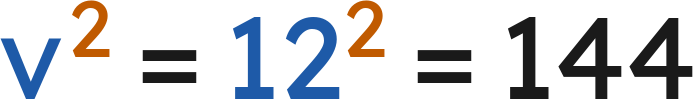 v² = 12² = 144